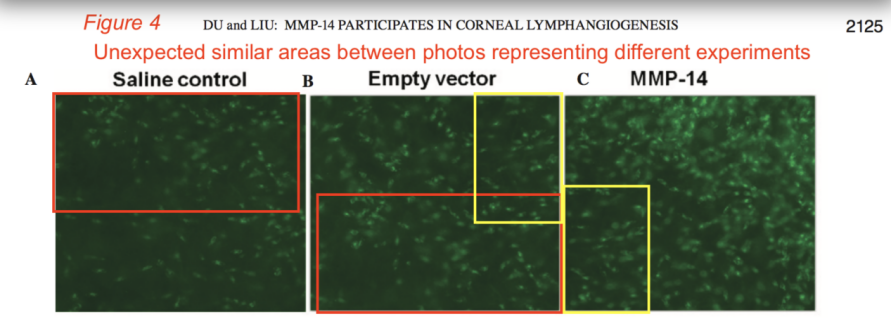 Figure 4 DU and LIU: MMP-14 PARTICIPATES IN CORNEAL LYMPHANGIOGENESIS 2125
Unexpected similar areas between photos representing different experiments
A Saline control B Empty vector C MMP-14